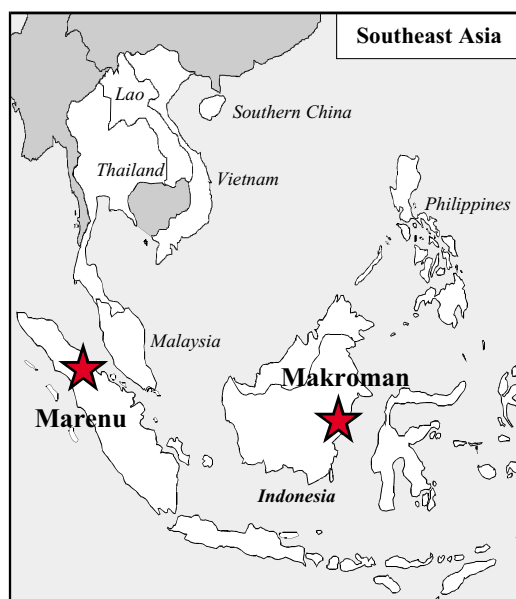 Southeast Asia
Lao
Southern China
Thailand
Vietnam
Philippines
Malaysia
Makroman
Marenu
Indonesia